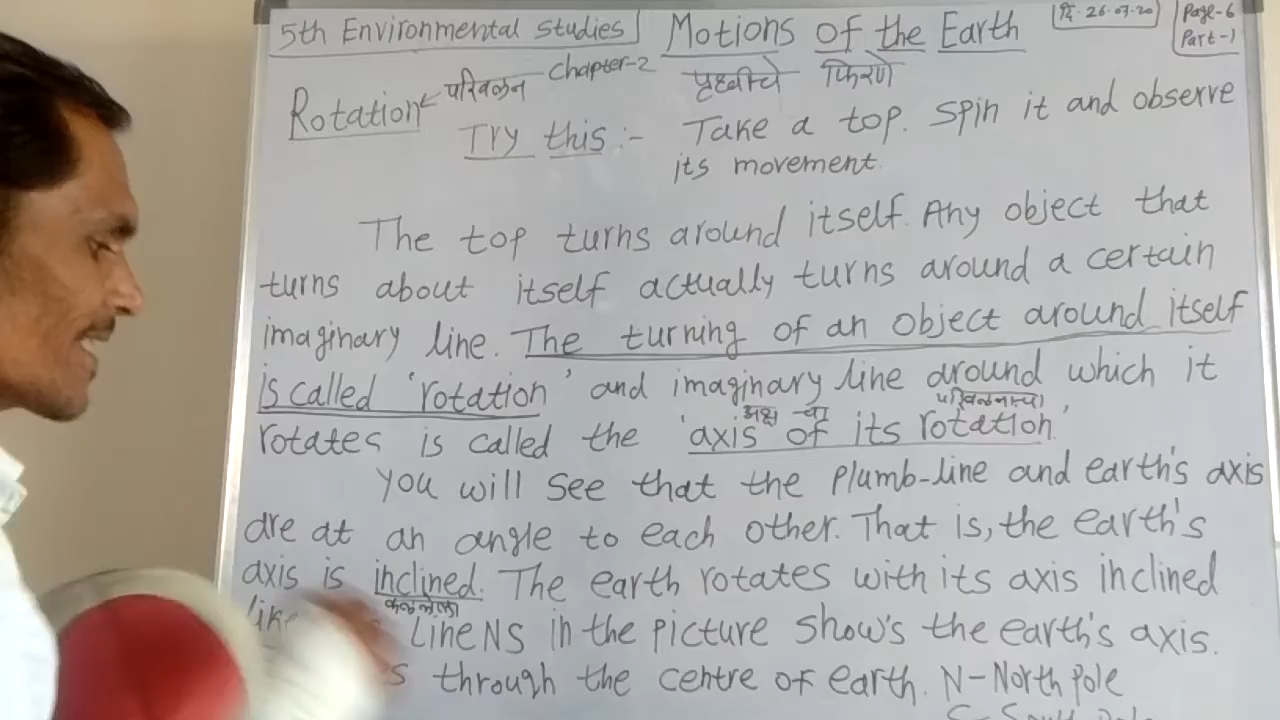 5th Environmental studies Motions of the Earth दि. 26.07.20 Page-6
Part-1
परिवलन Chapter-2 पृथ्वीचे फिरणे
Rotation
Try this :- Take a top. Spin it and observe
its movement.
The top turns around itself. Any object that
turns about itself actually turns around a certain
imaginary line. The turning of an object around itself
is called 'rotation' and imaginary line around which it
अक्ष चा परिवलनाच्या
rotates is called the 'axis of its rotation'
You will see that the plumb-line and earth's axis
are at an angle to each other. That is, the earth's
axis is inclined. The earth rotates with its axis inclined
कललेला
like Line NS in the picture show's the earth's axis.
through the centre of earth. N-North Pole